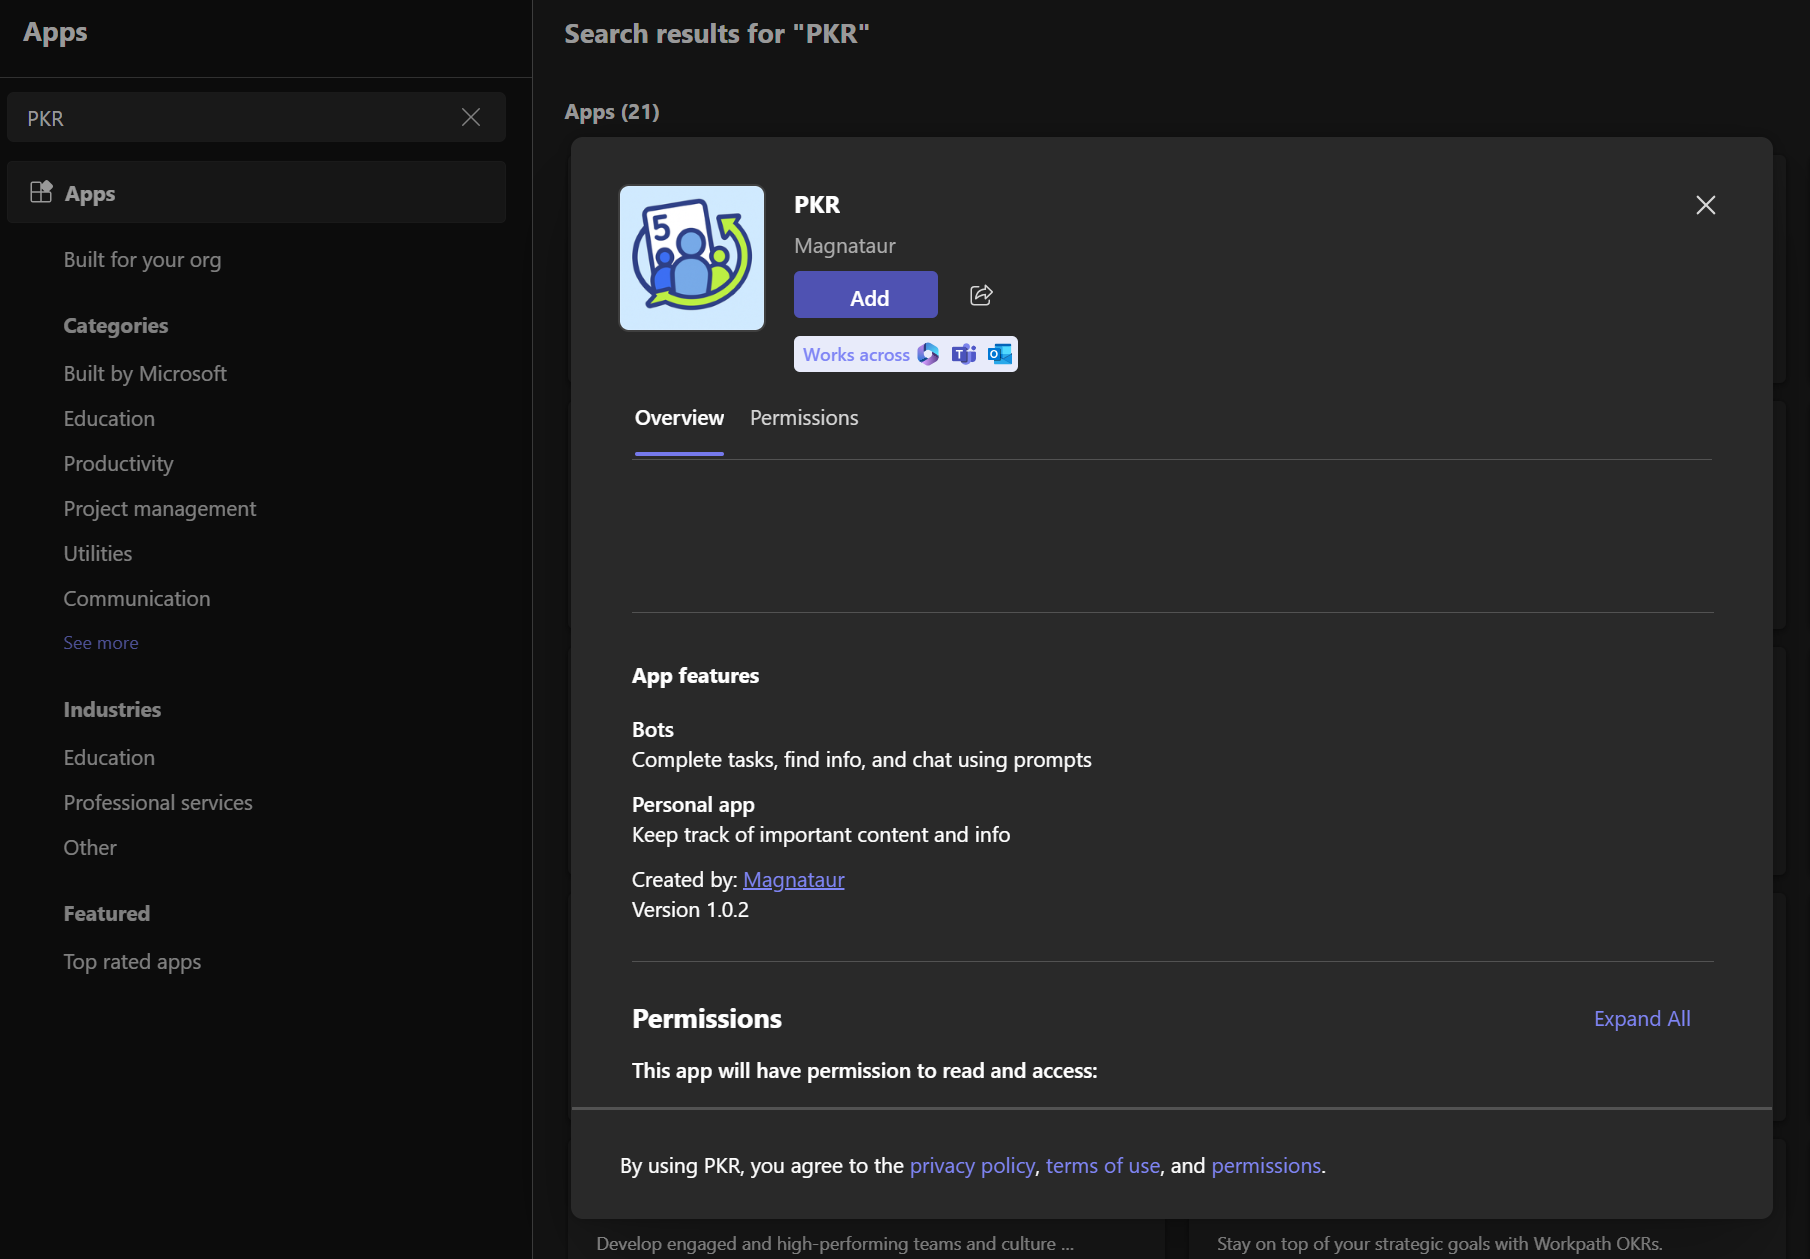 Apps
PKR
Apps
Built for your org
Categories
Built by Microsoft
Education
Productivity
Project management
Utilities
Communication
See more
Industries
Education
Professional services
Other
Featured
Top rated apps
Search results for "PKR"
Apps (21)
5
PKR
Magnataur
Add
Works across
T
O
Overview Permissions
App features
Bots
Complete tasks, find info, and chat using prompts
Personal app
Keep track of important content and info
Created by: Magnataur
Version 1.0.2
Permissions
Expand All
This app will have permission to read and access:
By using PKR, you agree to the privacy policy, terms of use, and permissions.
Develop engaged and high-performing teams and culture ...
Stay on top of your strategic goals with Workpath OKRs.